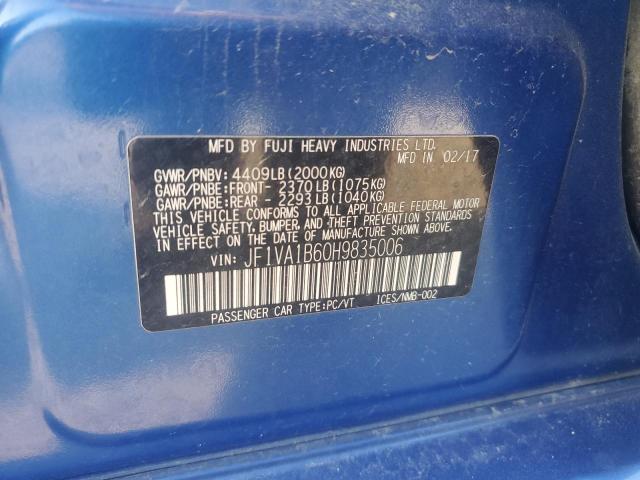 MFD BY FUJI HEAVY INDUSTRIES LTD.
MFD IN 02/17
GVWR/PNBV: 4409LB(2000KG)
GAWR/PNBE:FRONT- 2370LB(1075KG)
GAWR/PNBE:REAR - 2293LB(1040KG)
THIS VEHICLE CONFORMS TO ALL APPLICABLE FEDERAL MOTOR
VEHICLE SAFETY, BUMPER, AND THEFT PREVENTION STANDARDS
IN EFFECT ON THE DATE OF MANUFACTURE SHOWN ABOVE.
VIN: JF1VA1B60H9835006
PASSENGER CAR TYPE:PC/VT ICES/NMB-002